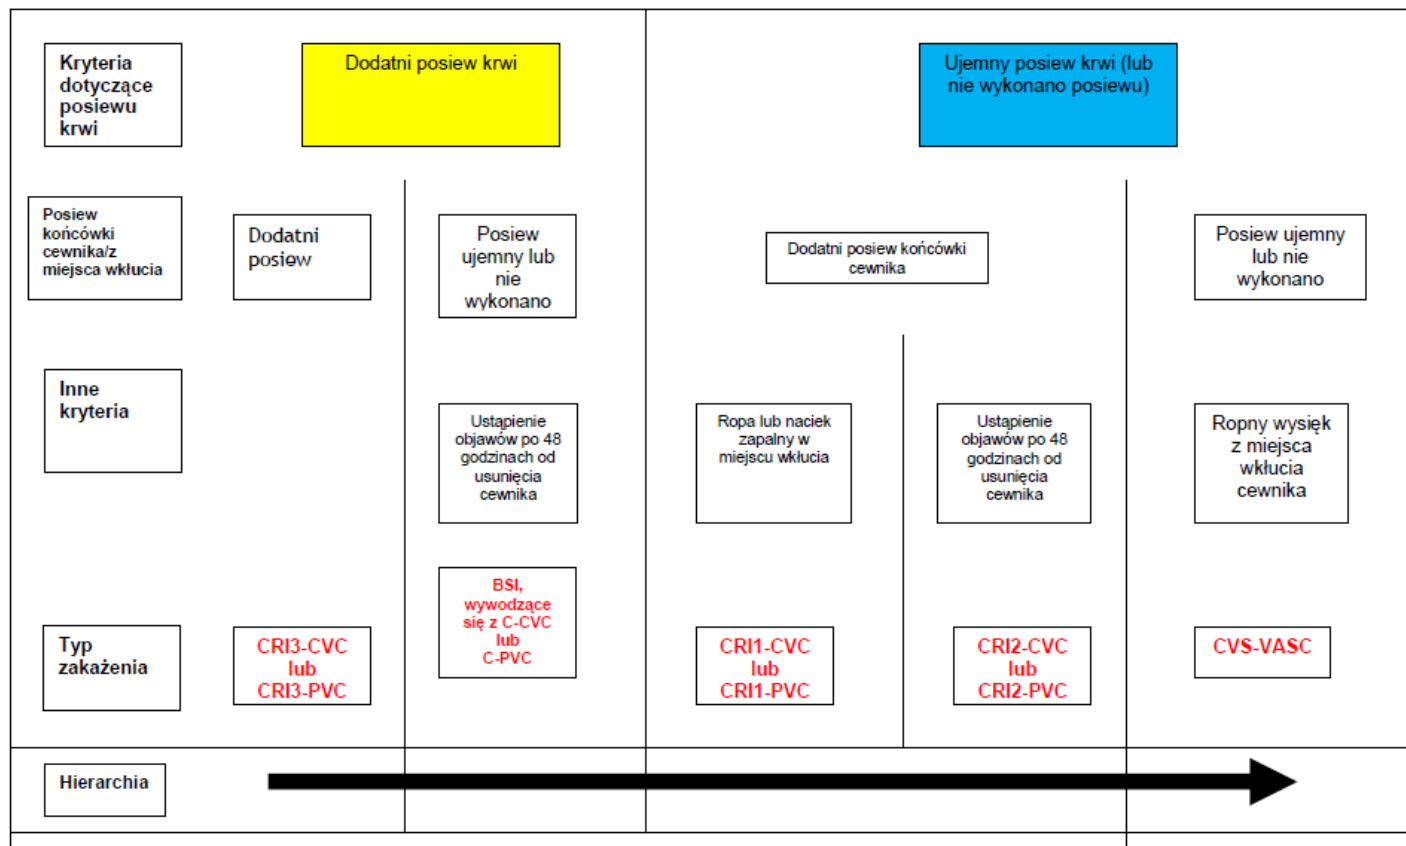 Kryteria
dotyczące
posiewu
krwi
Dodatni posiew krwi
Ujemny posiew krwi (lub
nie wykonano posiewu)
Posiew
końcówki
cewnika/z
miejsca wkłucia
Dodatni
posiew
Posiew
ujemny lub
nie
wykonano
Dodatni posiew końcówki
cewnika
Posiew ujemny
lub nie
wykonano
Inne
kryteria
Ustąpienie
objawów po 48
godzinach od
usunięcia
cewnika
Ropa lub naciek
zapalny w
miejscu wkłucia
Ustąpienie
objawów po 48
godzinach od
usunięcia
cewnika
Ropny wysięk
z miejsca
wkłucia
cewnika
Typ
zakażenia
CRI3-CVC
lub
CRI3-PVC
BSI,
wywodzące
się z C-CVC
lub
C-PVC
CRI1-CVC
lub
CRI1-PVC
CRI2-CVC
lub
CRI2-PVC
CVS-VASC
Hierarchia